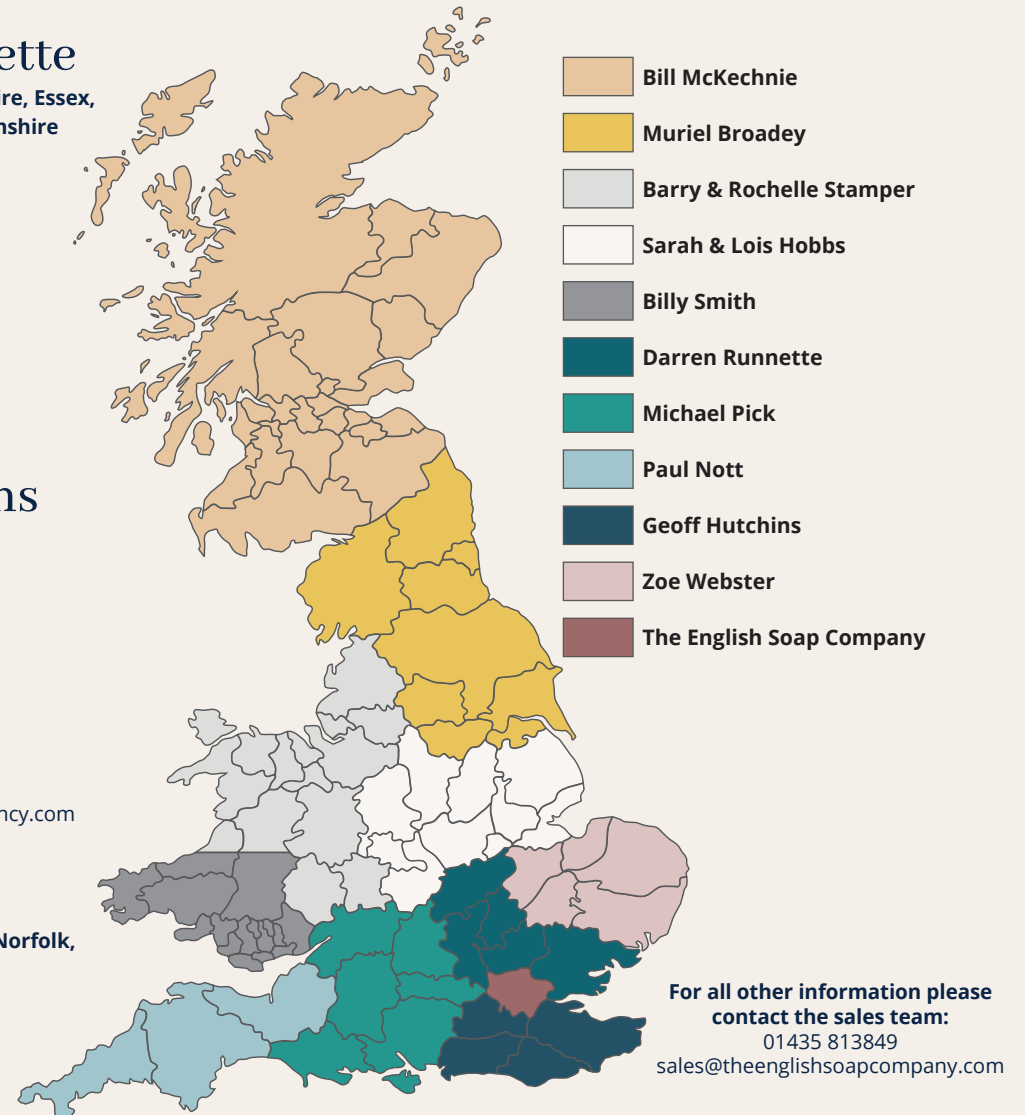 ette
ire, Essex,
nshire
ns
ncy.com
Norfolk,
Bill McKechnie
Muriel Broadey
Barry & Rochelle Stamper
Sarah & Lois Hobbs
Billy Smith
Darren Runnette
Michael Pick
Paul Nott
Geoff Hutchins
Zoe Webster
The English Soap Company
For all other information please
contact the sales team:
01435 813849
sales@theenglishsoapcompany.com